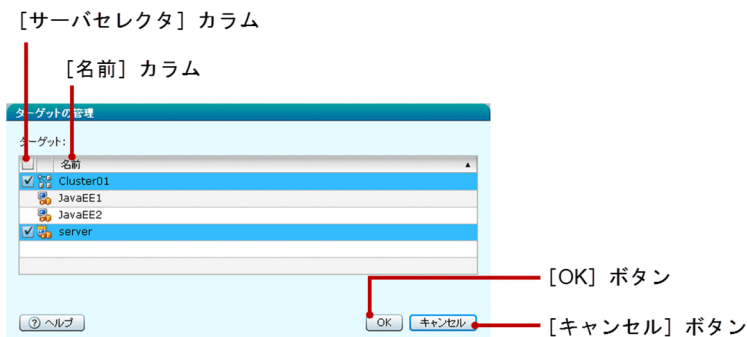 ［サーバセレクタ］カラム
［名前］カラム
ターゲットの管理
ターゲット:
名前
Cluster01
JavaEE1
JavaEE2
server
［OK］ボタン
ヘルプ
OK
キャンセル
［キャンセル］ボタン